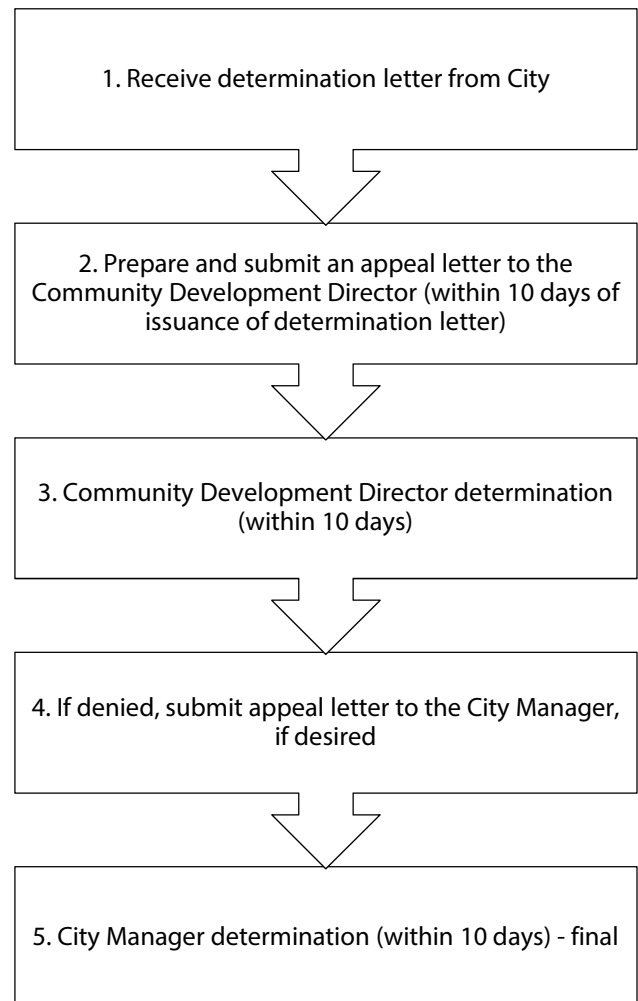 1. Receive determination letter from City
2. Prepare and submit an appeal letter to the
Community Development Director (within 10 days of
issuance of determination letter)
3. Community Development Director determination
(within 10 days)
4. If denied, submit appeal letter to the City Manager,
if desired
5. City Manager determination (within 10 days) - final